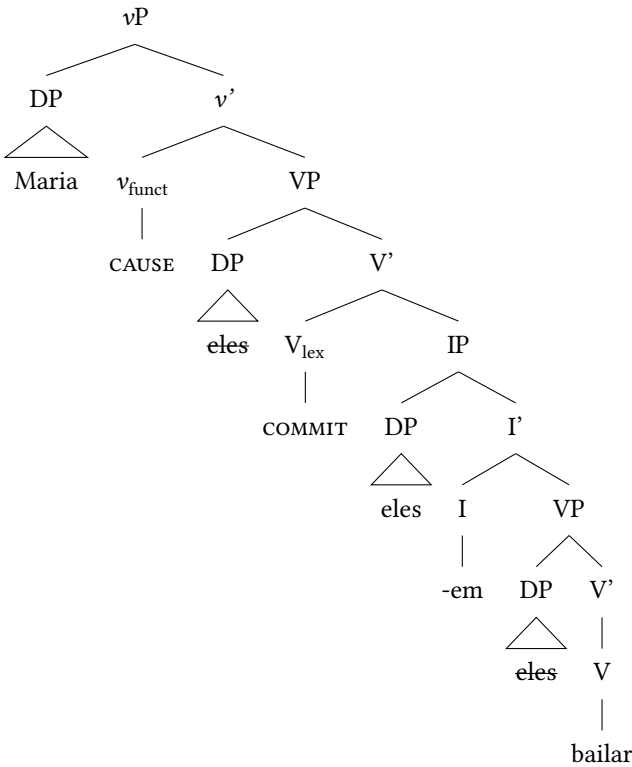 vP
DP v'
Maria v_funct VP
CAUSE DP V'
eles V_lex IP
COMMIT DP I'
eles I VP
-em DP V'
eles V
bailar